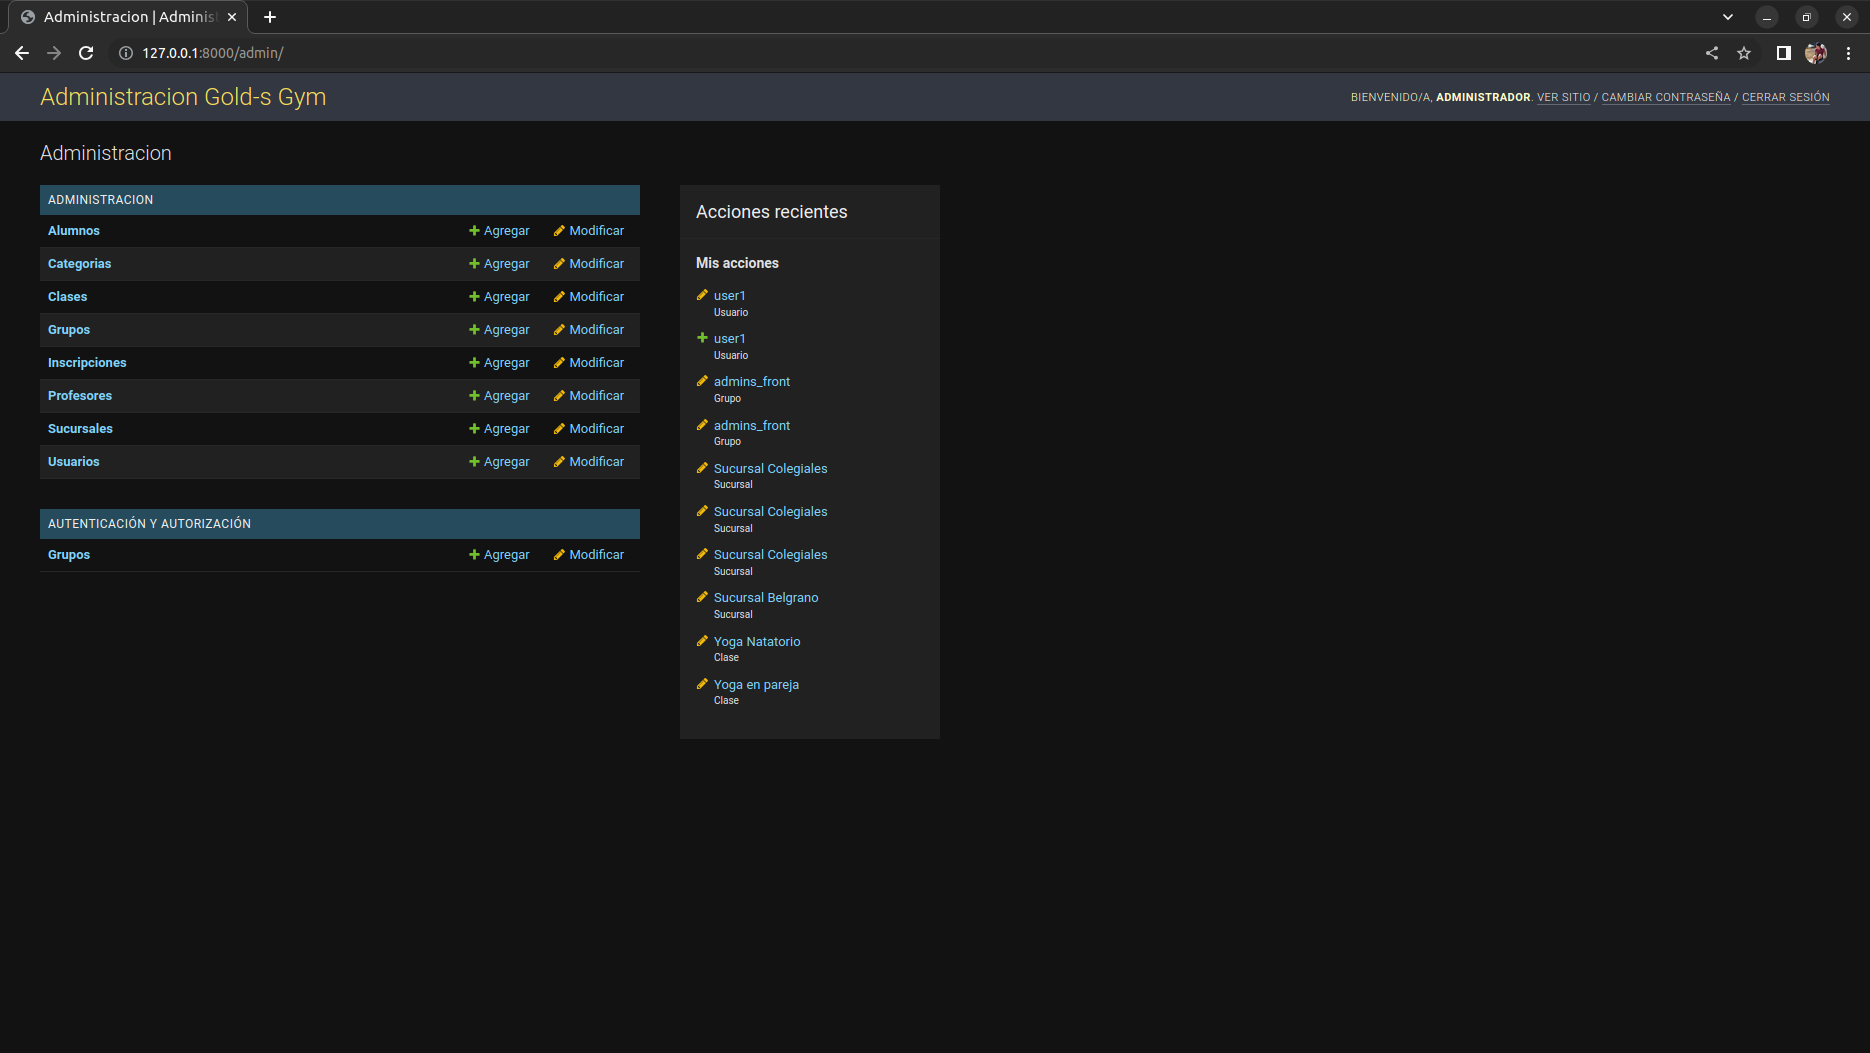 Administracion | Adminis
127.0.0.1:8000/admin/
Administracion Gold-s Gym
BIENVENIDO/A, ADMINISTRADOR. VER SITIO / CAMBIAR CONTRASEÑA / CERRAR SESIÓN
Administracion
ADMINISTRACION
Alumnos Agregar Modificar
Categorias Agregar Modificar
Clases Agregar Modificar
Grupos Agregar Modificar
Inscripciones Agregar Modificar
Profesores Agregar Modificar
Sucursales Agregar Modificar
Usuarios Agregar Modificar
AUTENTICACIÓN Y AUTORIZACIÓN
Grupos Agregar Modificar
Acciones recientes
Mis acciones
user1
Usuario
user1
Usuario
admins_front
Grupo
admins_front
Grupo
Sucursal Colegiales
Sucursal
Sucursal Colegiales
Sucursal
Sucursal Colegiales
Sucursal
Sucursal Belgrano
Sucursal
Yoga Natatorio
Clase
Yoga en pareja
Clase